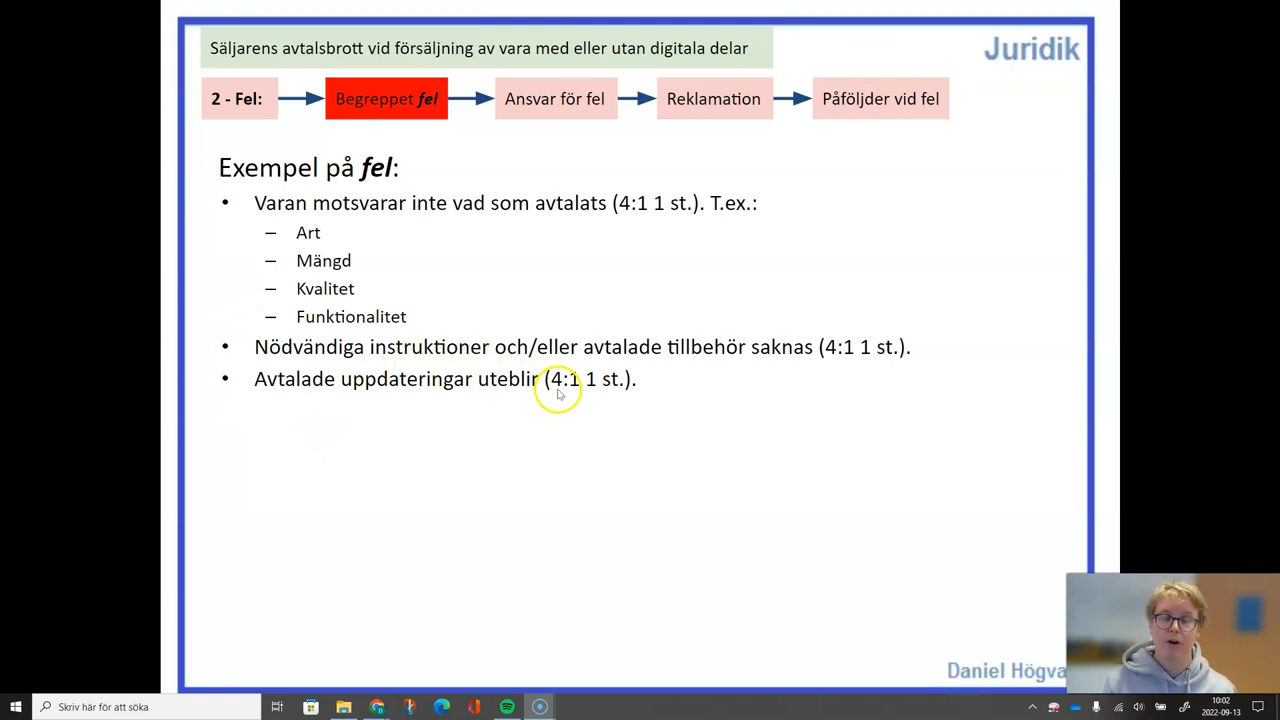 Säljarens avtalsbrott vid försäljning av vara med eller utan digitala delar
Juridik
2 - Fel:
Begreppet fel
Ansvar för fel
Reklamation
Påföljder vid fel
Exempel på fel:
• Varan motsvarar inte vad som avtalats (4:1 1 st.). T.ex.:
– Art
– Mängd
– Kvalitet
– Funktionalitet
• Nödvändiga instruktioner och/eller avtalade tillbehör saknas (4:1 1 st.).
• Avtalade uppdateringar uteblir (4:1 1 st.).
Daniel Högva
Skriv här för att söka
10:02
2022-09-13